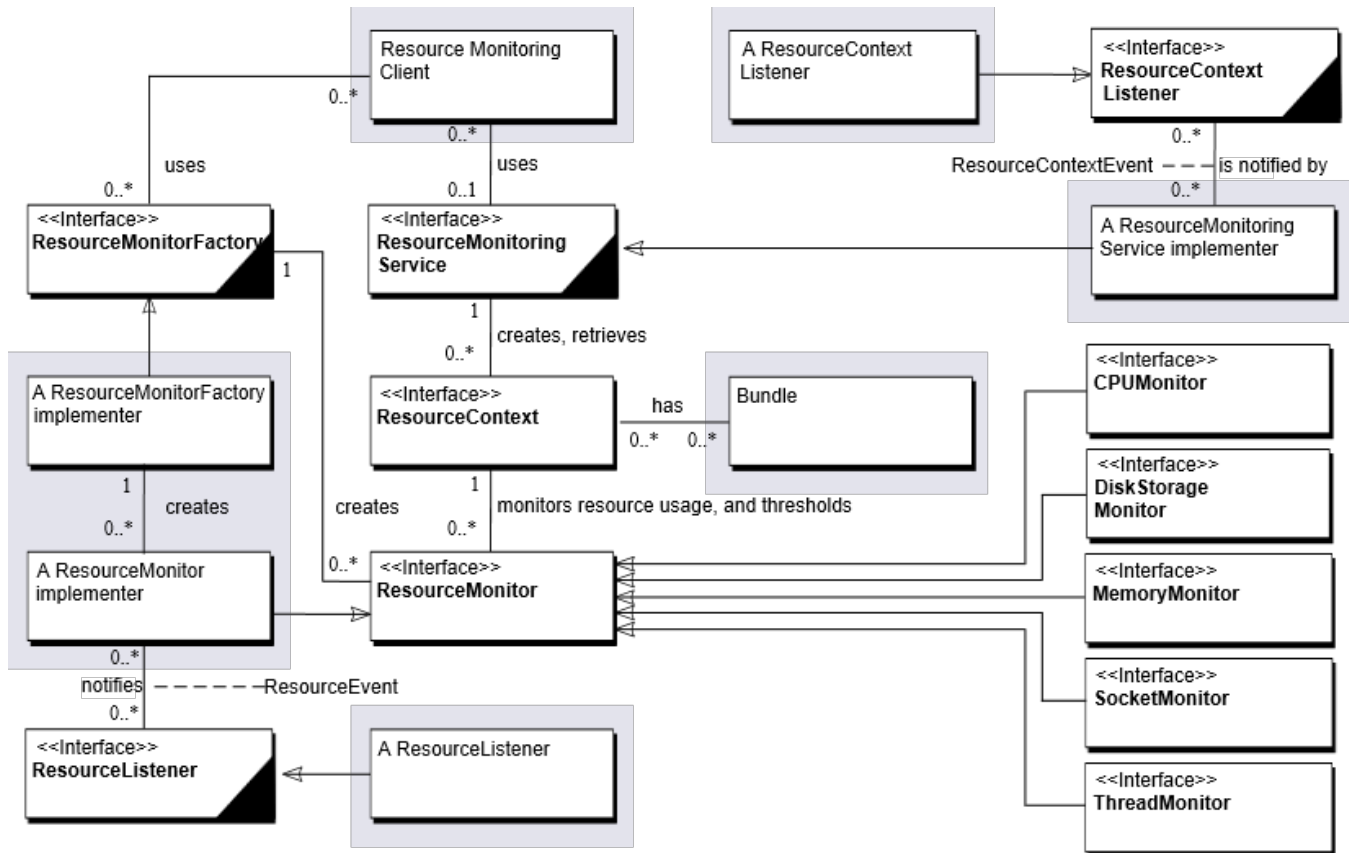 Resource Monitoring
Client
0..*
0..*
uses
0..*
uses
0..1
A ResourceContext
Listener
<<Interface>>
ResourceContext
Listener
0..*
ResourceContextEvent
is notified by
0..*
<<Interface>>
ResourceMonitorFactory
1
<<Interface>>
ResourceMonitoring
Service
A ResourceMonitoring
Service implementer
1
creates, retrieves
0..*
A ResourceMonitorFactory
implementer
<<Interface>>
ResourceContext
has
0..*
0..*
Bundle
<<Interface>>
CPUMonitor
1
creates
0..*
creates
0..*
1
monitors resource usage, and thresholds
0..*
<<Interface>>
DiskStorage
Monitor
A ResourceMonitor
implementer
<<Interface>>
ResourceMonitor
<<Interface>>
MemoryMonitor
0..*
notifies
ResourceEvent
0..*
<<Interface>>
SocketMonitor
<<Interface>>
ResourceListener
A ResourceListener
<<Interface>>
ThreadMonitor